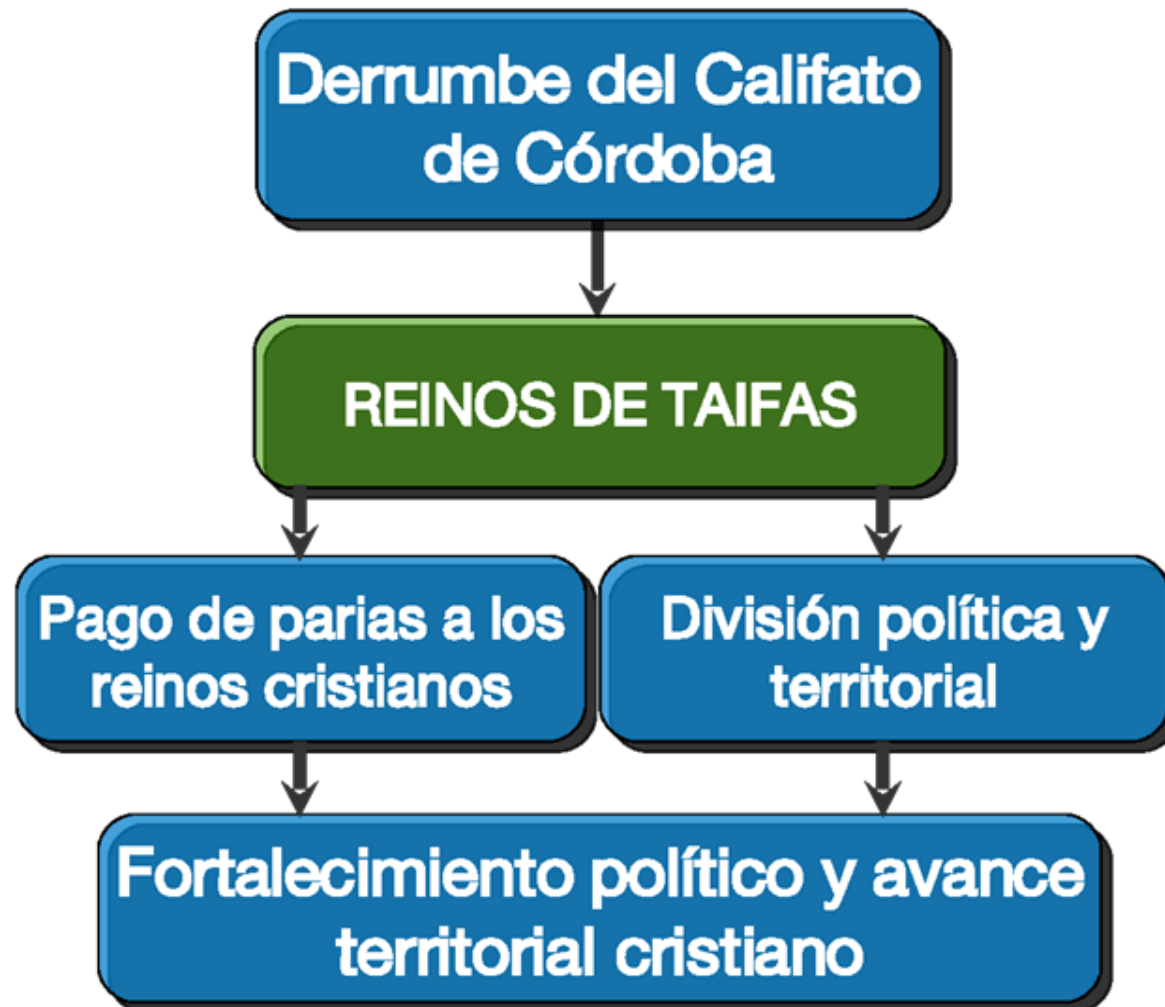 Derrumbe del Califato
de Córdoba
REINOS DE TAIFAS
Pago de parias a los
reinos cristianos
División política y
territorial
Fortalecimiento político y avance
territorial cristiano